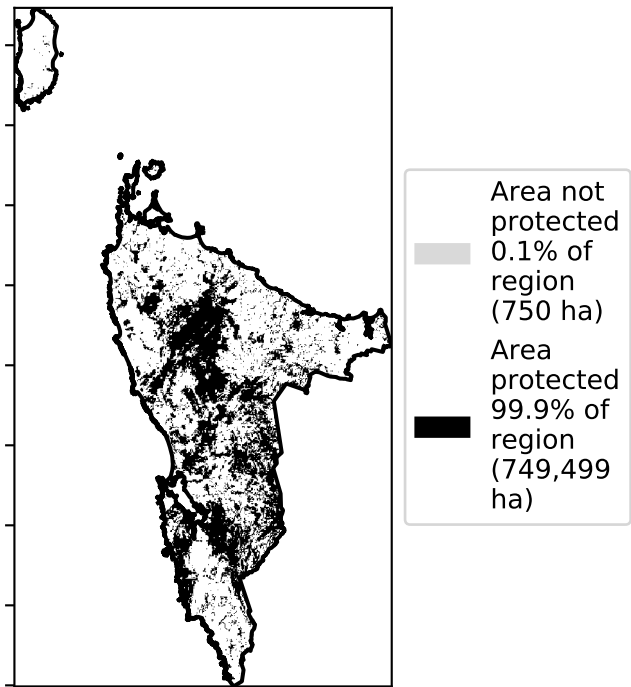 Area not
protected
0.1% of
region
(750 ha)
Area
protected
99.9% of
region
(749,499
ha)